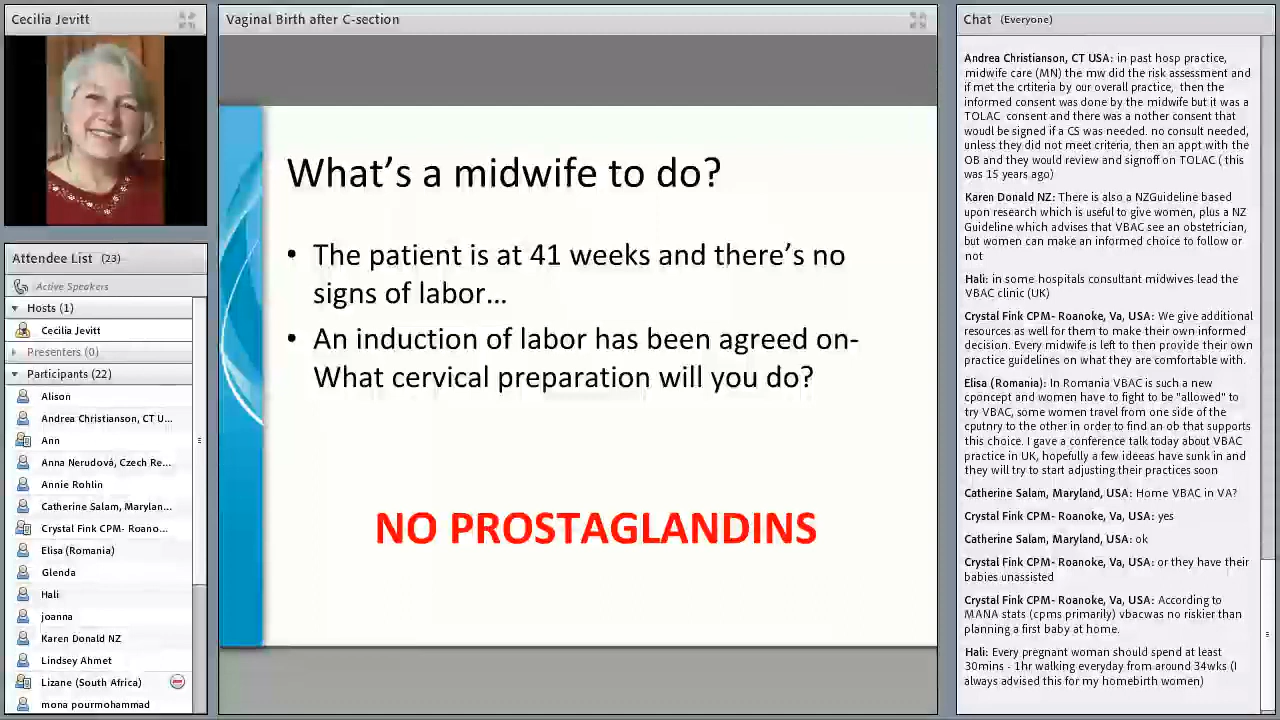 Cecilia Jevitt
Attendee List (23)
Active Speakers
Hosts (1)
Cecilia Jevitt
Presenters (0)
Participants (22)
Alison
Andrea Christianson, CT U...
Ann
Anna Nerudová, Czech Re...
Annie Rohlin
Catherine Salam, Marylan...
Crystal Fink CPM- Roano...
Elisa (Romania)
Glenda
Hali
joanna
Karen Donald NZ
Lindsey Ahmet
Lizane (South Africa)
mona pourmohammad
Vaginal Birth after C-section
What's a midwife to do?
• The patient is at 41 weeks and there's no
signs of labor...
• An induction of labor has been agreed on-
What cervical preparation will you do?
NO PROSTAGLANDINS
Chat (Everyone)
Andrea Christianson, CT USA: in past hosp practice,
midwife care (MN) the mw did the risk assessment and
if met the crtiteria by our overall practice, then the
informed consent was done by the midwife but it was a
TOLAC consent and there was a nother consent that
woudl be signed if a CS was needed. no consult needed,
unless they did not meet criteria, then an appt with the
OB and they would review and signoff on TOLAC ( this
was 15 years ago)
Karen Donald NZ: There is also a NZGuideline based
upon research which is useful to give women, plus a NZ
Guideline which advises that VBAC see an obstetrician,
but women can make an informed choice to follow or
not
Hali: in some hospitals consultant midwives lead the
VBAC clinic (UK)
Crystal Fink CPM- Roanoke, Va, USA: We give additional
resources as well for them to make their own informed
decision. Every midwife is left to then provide their own
practice guidelines on what they are comfortable with.
Elisa (Romania): In Romania VBAC is such a new
cponcept and women have to fight to be "allowed" to
try VBAC, some women travel from one side of the
cputnry to the other in order to find an ob that supports
this choice. I gave a conference talk today about VBAC
practice in UK, hopefully a few ideeas have sunk in and
they will try to start adjusting their practices soon
Catherine Salam, Maryland, USA: Home VBAC in VA?
Crystal Fink CPM- Roanoke, Va, USA: yes
Catherine Salam, Maryland, USA: ok
Crystal Fink CPM- Roanoke, Va, USA: or they have their
babies unassisted
Crystal Fink CPM- Roanoke, Va, USA: According to
MANA stats (cpms primarily) vbacwas no riskier than
planning a first baby at home.
Hali: Every pregnant woman should spend at least
30mins - 1hr walking everyday from around 34wks (I
always advised this for my homebirth women)